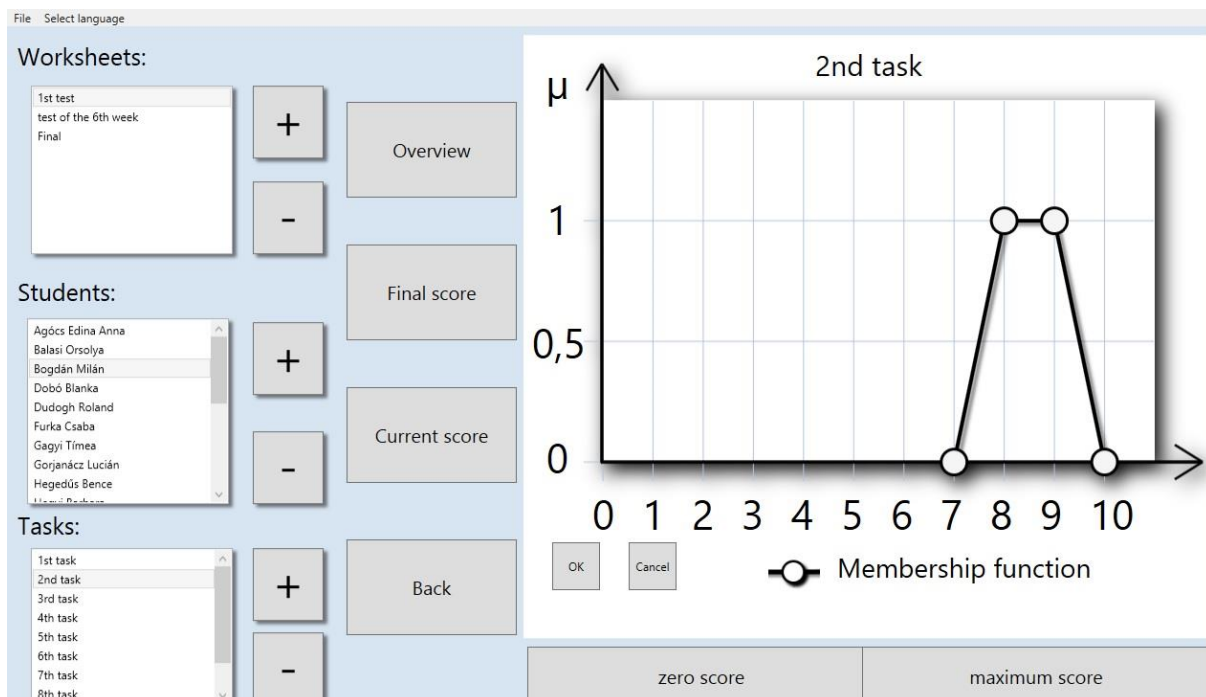 File Select language
Worksheets:
1st test
test of the 6th week
Final
+
-
Students:
Agócs Edina Anna
Balasi Orsolya
Bogdán Milán
Dobó Blanka
Dudogh Roland
Furka Csaba
Gagyi Tímea
Gorjanácz Lucián
Hegedűs Bence
+
-
Tasks:
1st task
2nd task
3rd task
4th task
5th task
6th task
7th task
8th task
+
-
Overview
Final score
Current score
Back
2nd task
μ
1
0,5
0
0 1 2 3 4 5 6 7 8 9 10
OK Cancel
Membership function
zero score maximum score